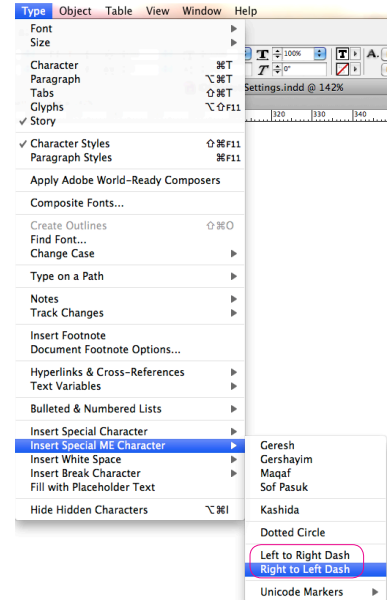 Type Object Table View Window Help
Font
Size
Character ⌘T
Paragraph ⌥⌘T
Tabs ⇧⌘T
Glyphs ⌥⇧F11
✓ Story
✓ Character Styles ⇧⌘F11
Paragraph Styles ⌘F11
Apply Adobe World-Ready Composers
Composite Fonts...
Create Outlines ⇧⌘O
Find Font...
Change Case
Type on a Path
Notes
Track Changes
Insert Footnote
Document Footnote Options...
Hyperlinks & Cross-References
Text Variables
Bulleted & Numbered Lists
Insert Special Character
Insert Special ME Character
Insert White Space
Insert Break Character
Fill with Placeholder Text
Hide Hidden Characters ⌥⌘I
T 100% T A.
T 0°
Settings.indd @ 142%
320 330 340
Geresh
Gershayim
Maqaf
Sof Pasuk
Kashida
Dotted Circle
Left to Right Dash
Right to Left Dash
Unicode Markers